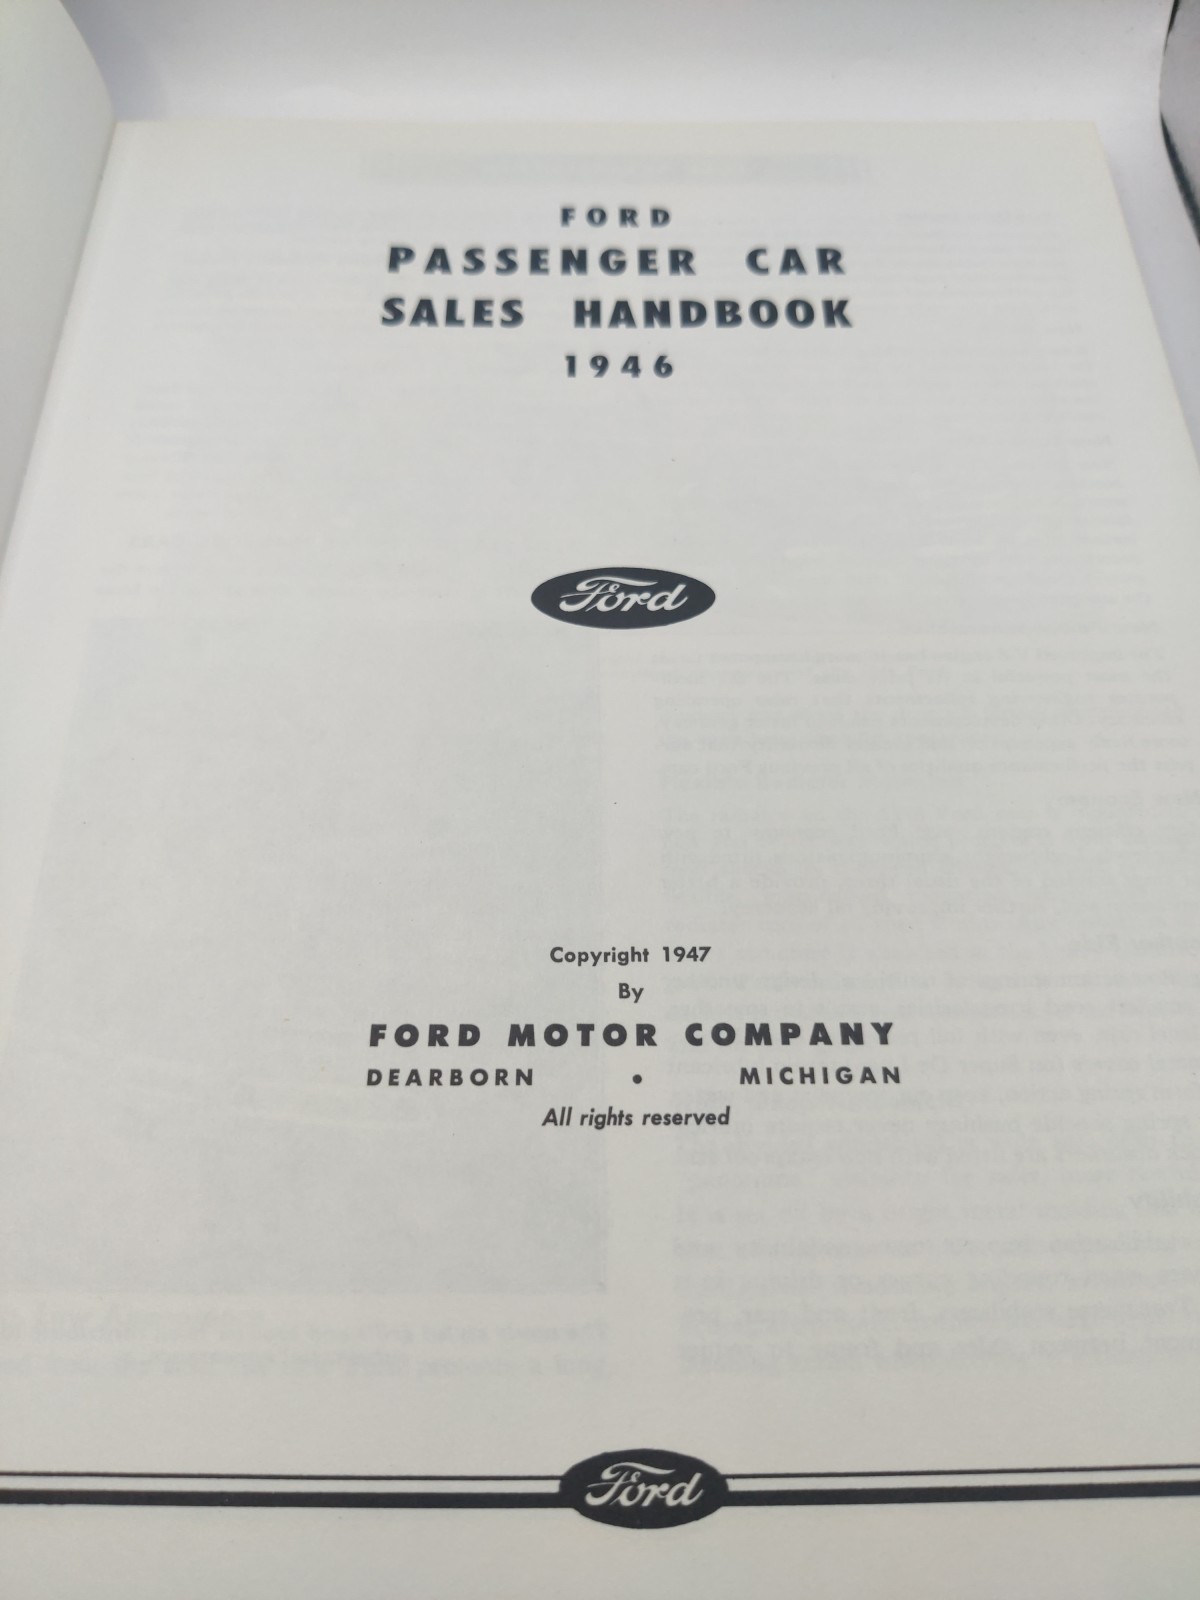 FORD
PASSENGER CAR
SALES HANDBOOK
1946
Ford
Copyright 1947
By
FORD MOTOR COMPANY
DEARBORN • MICHIGAN
All rights reserved
Ford